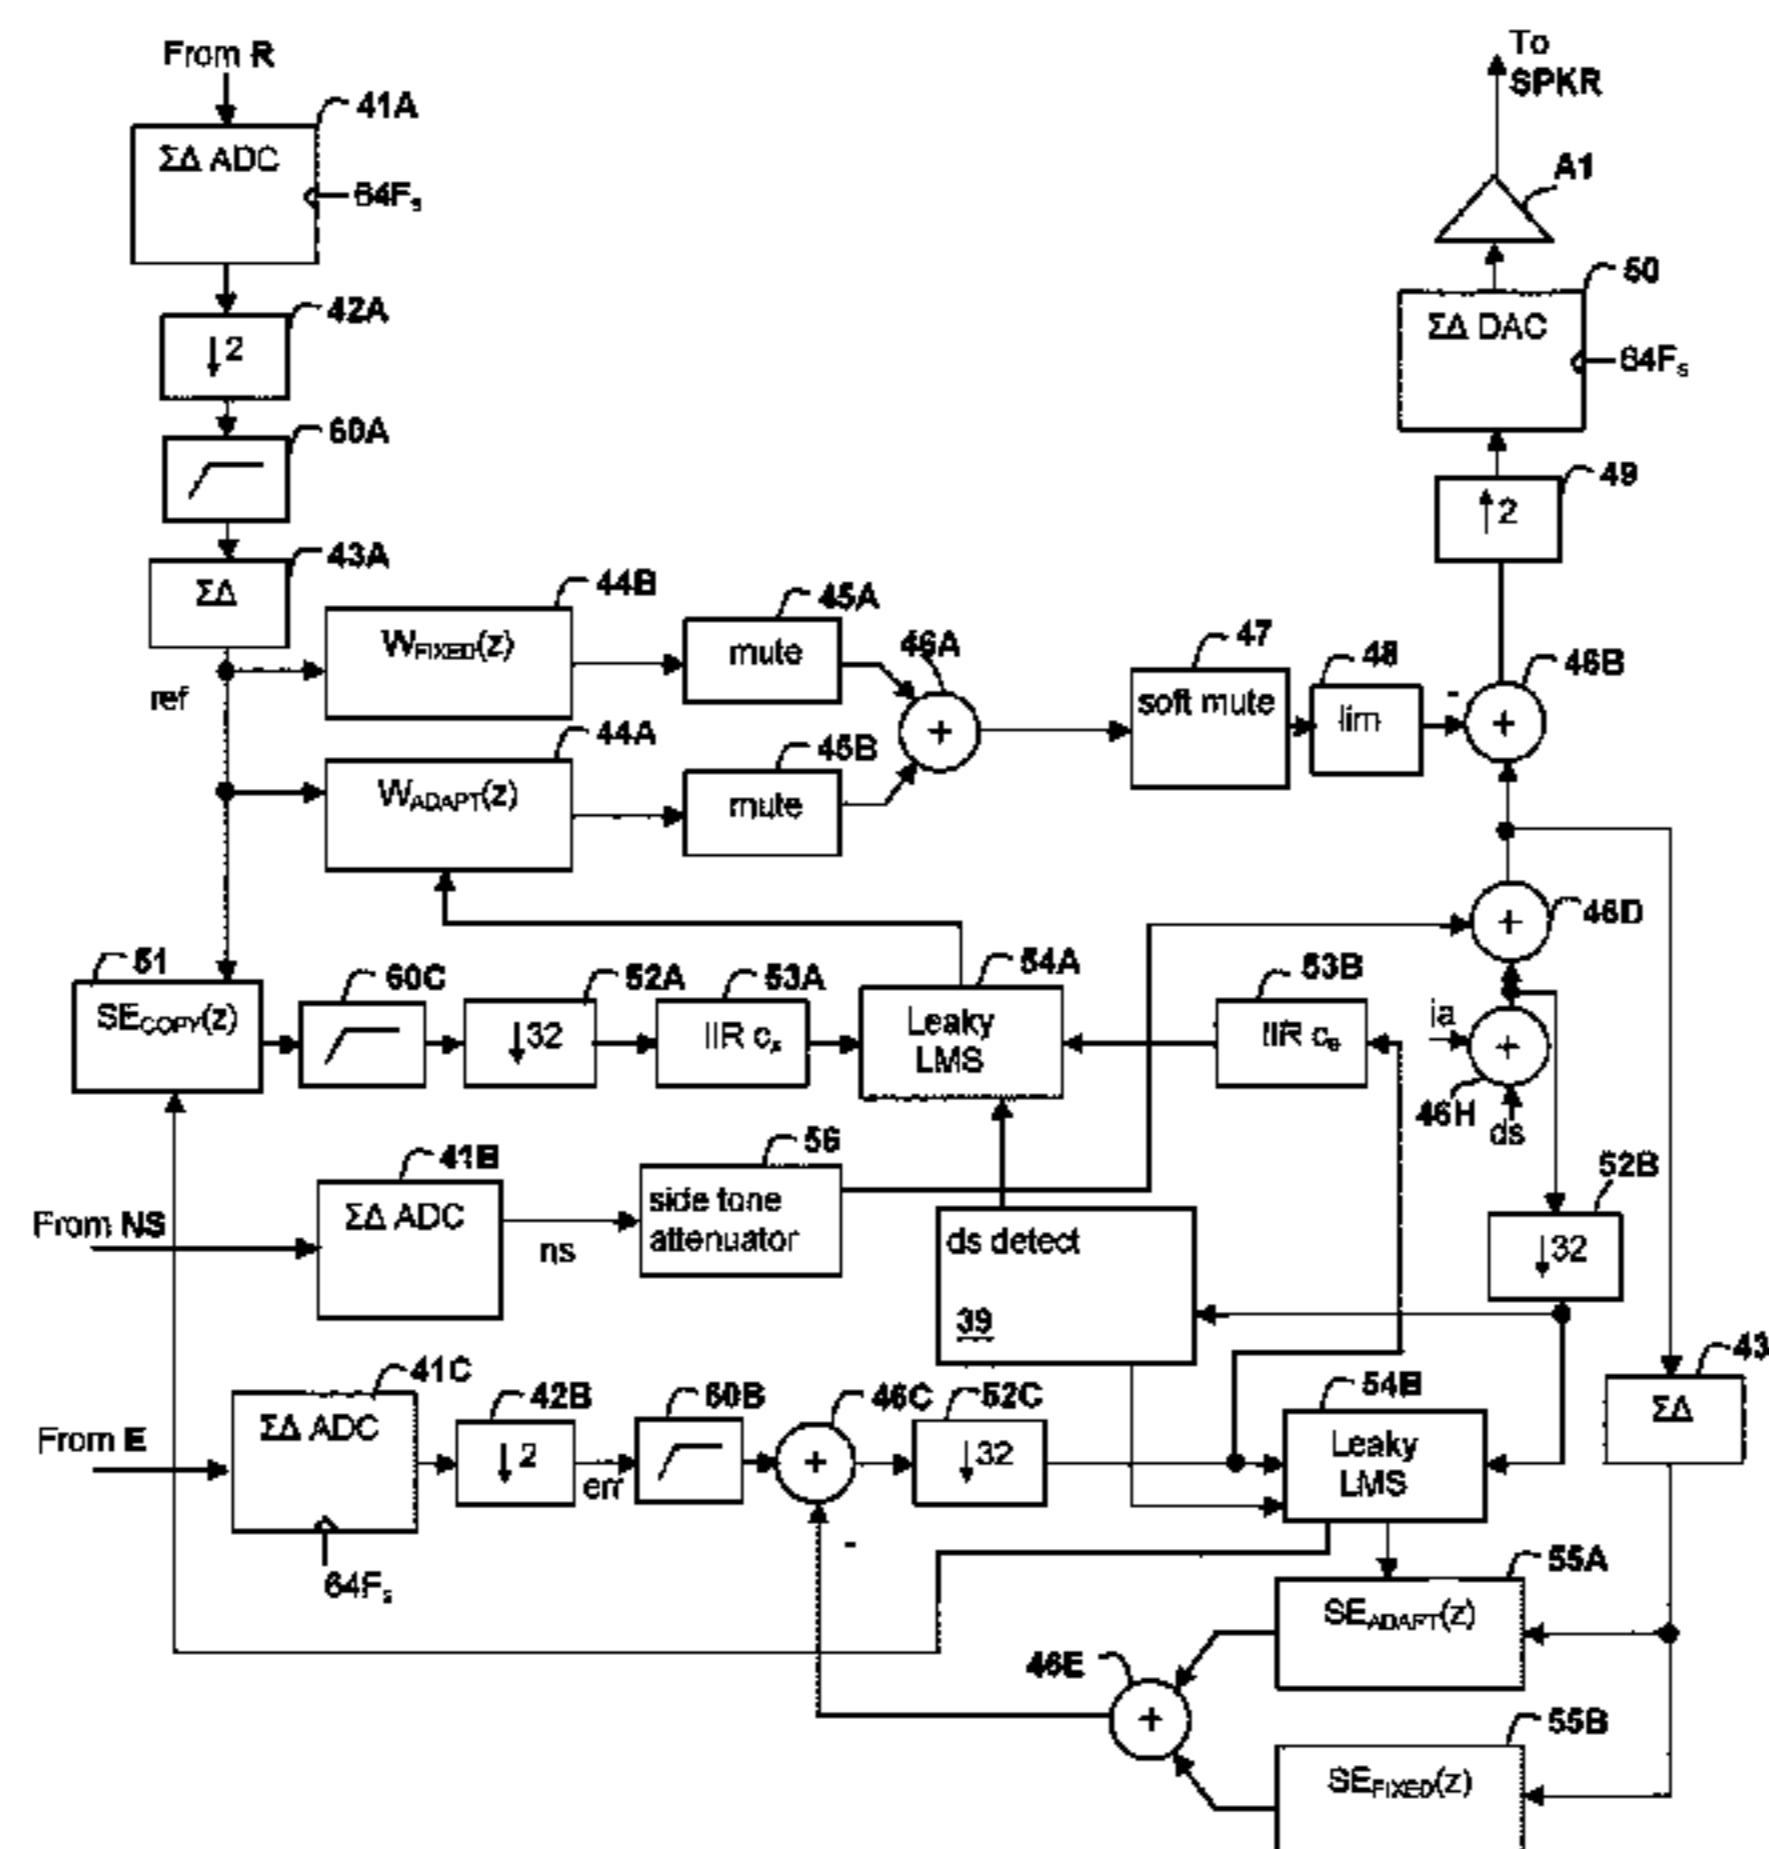 From R
41A
ΣΔ ADC
64Fs
42A
↓2
60A
43A
ΣΔ
ref
44B
WFIXED(z)
45A
mute
46A
+
44A
WADAPT(z)
45B
mute
47
soft mute
48
lim
-
46B
+
To
SPKR
A1
50
ΣΔ DAC
64Fs
49
↑2
46D
+
51
SECOPY(z)
60C
52A
↓32
53A
IIR cx
54A
Leaky
LMS
53B
IIR ce
ia
+
46H
ds
52B
↓32
From NS
41B
ΣΔ ADC
ns
56
side tone
attenuator
ds detect
39
43
ΣΔ
From E
41C
ΣΔ ADC
64Fs
42B
↓2
err
60B
46C
+
-
52C
↓32
54B
Leaky
LMS
55A
SEADAPT(z)
46E
+
55B
SEFIXED(z)